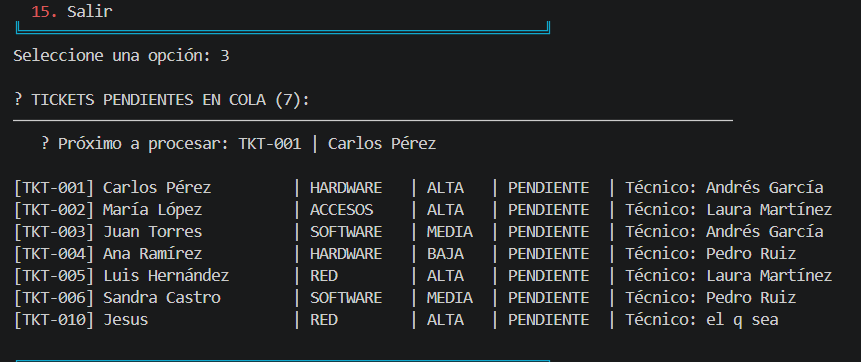 15. Salir
Seleccione una opción: 3
? TICKETS PENDIENTES EN COLA (7):
? Próximo a procesar: TKT-001 | Carlos Pérez
[TKT-001] Carlos Pérez | HARDWARE | ALTA | PENDIENTE | Técnico: Andrés García
[TKT-002] María López | ACCESOS | ALTA | PENDIENTE | Técnico: Laura Martínez
[TKT-003] Juan Torres | SOFTWARE | MEDIA | PENDIENTE | Técnico: Andrés García
[TKT-004] Ana Ramírez | HARDWARE | BAJA | PENDIENTE | Técnico: Pedro Ruiz
[TKT-005] Luis Hernández | RED | ALTA | PENDIENTE | Técnico: Laura Martínez
[TKT-006] Sandra Castro | SOFTWARE | MEDIA | PENDIENTE | Técnico: Pedro Ruiz
[TKT-010] Jesus | RED | ALTA | PENDIENTE | Técnico: el q sea